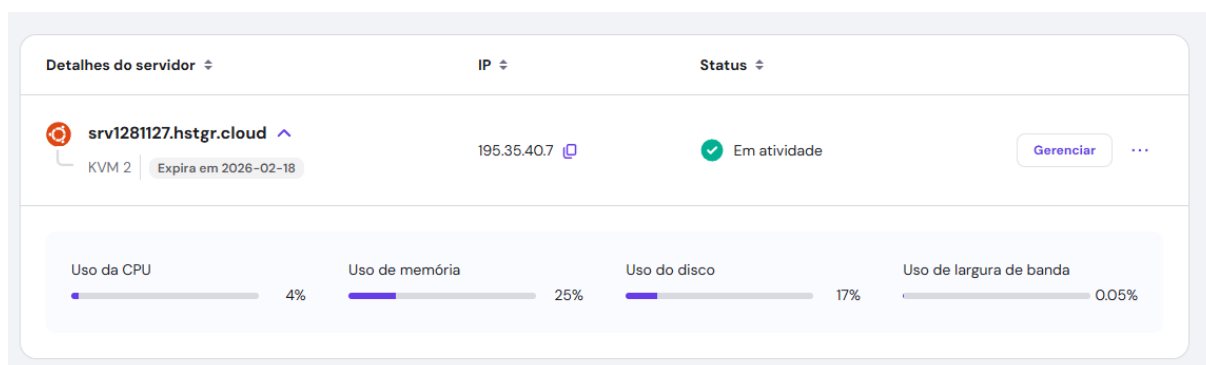 Detalhes do servidor IP Status
srv1281127.hstgr.cloud
KVM 2 Expira em 2026-02-18
195.35.40.7
Em atividade
Gerenciar ...
Uso da CPU
4%
Uso de memória
25%
Uso do disco
17%
Uso de largura de banda
0.05%